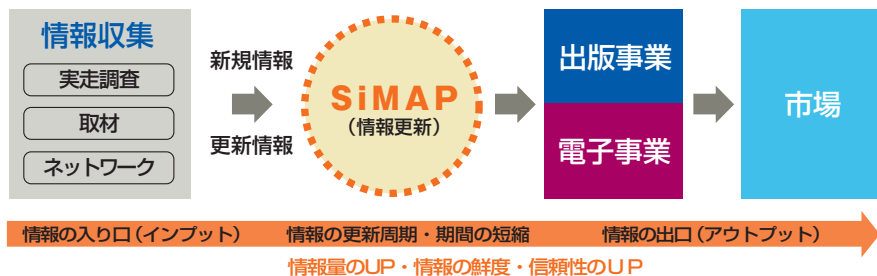 情報収集
実走調査
取材
ネットワーク
新規情報
更新情報
SiMAP
(情報更新)
出版事業
電子事業
市場
情報の入り口(インプット)
情報の更新周期・期間の短縮
情報の出口(アウトプット)
情報量のUP・情報の鮮度・信頼性のUP